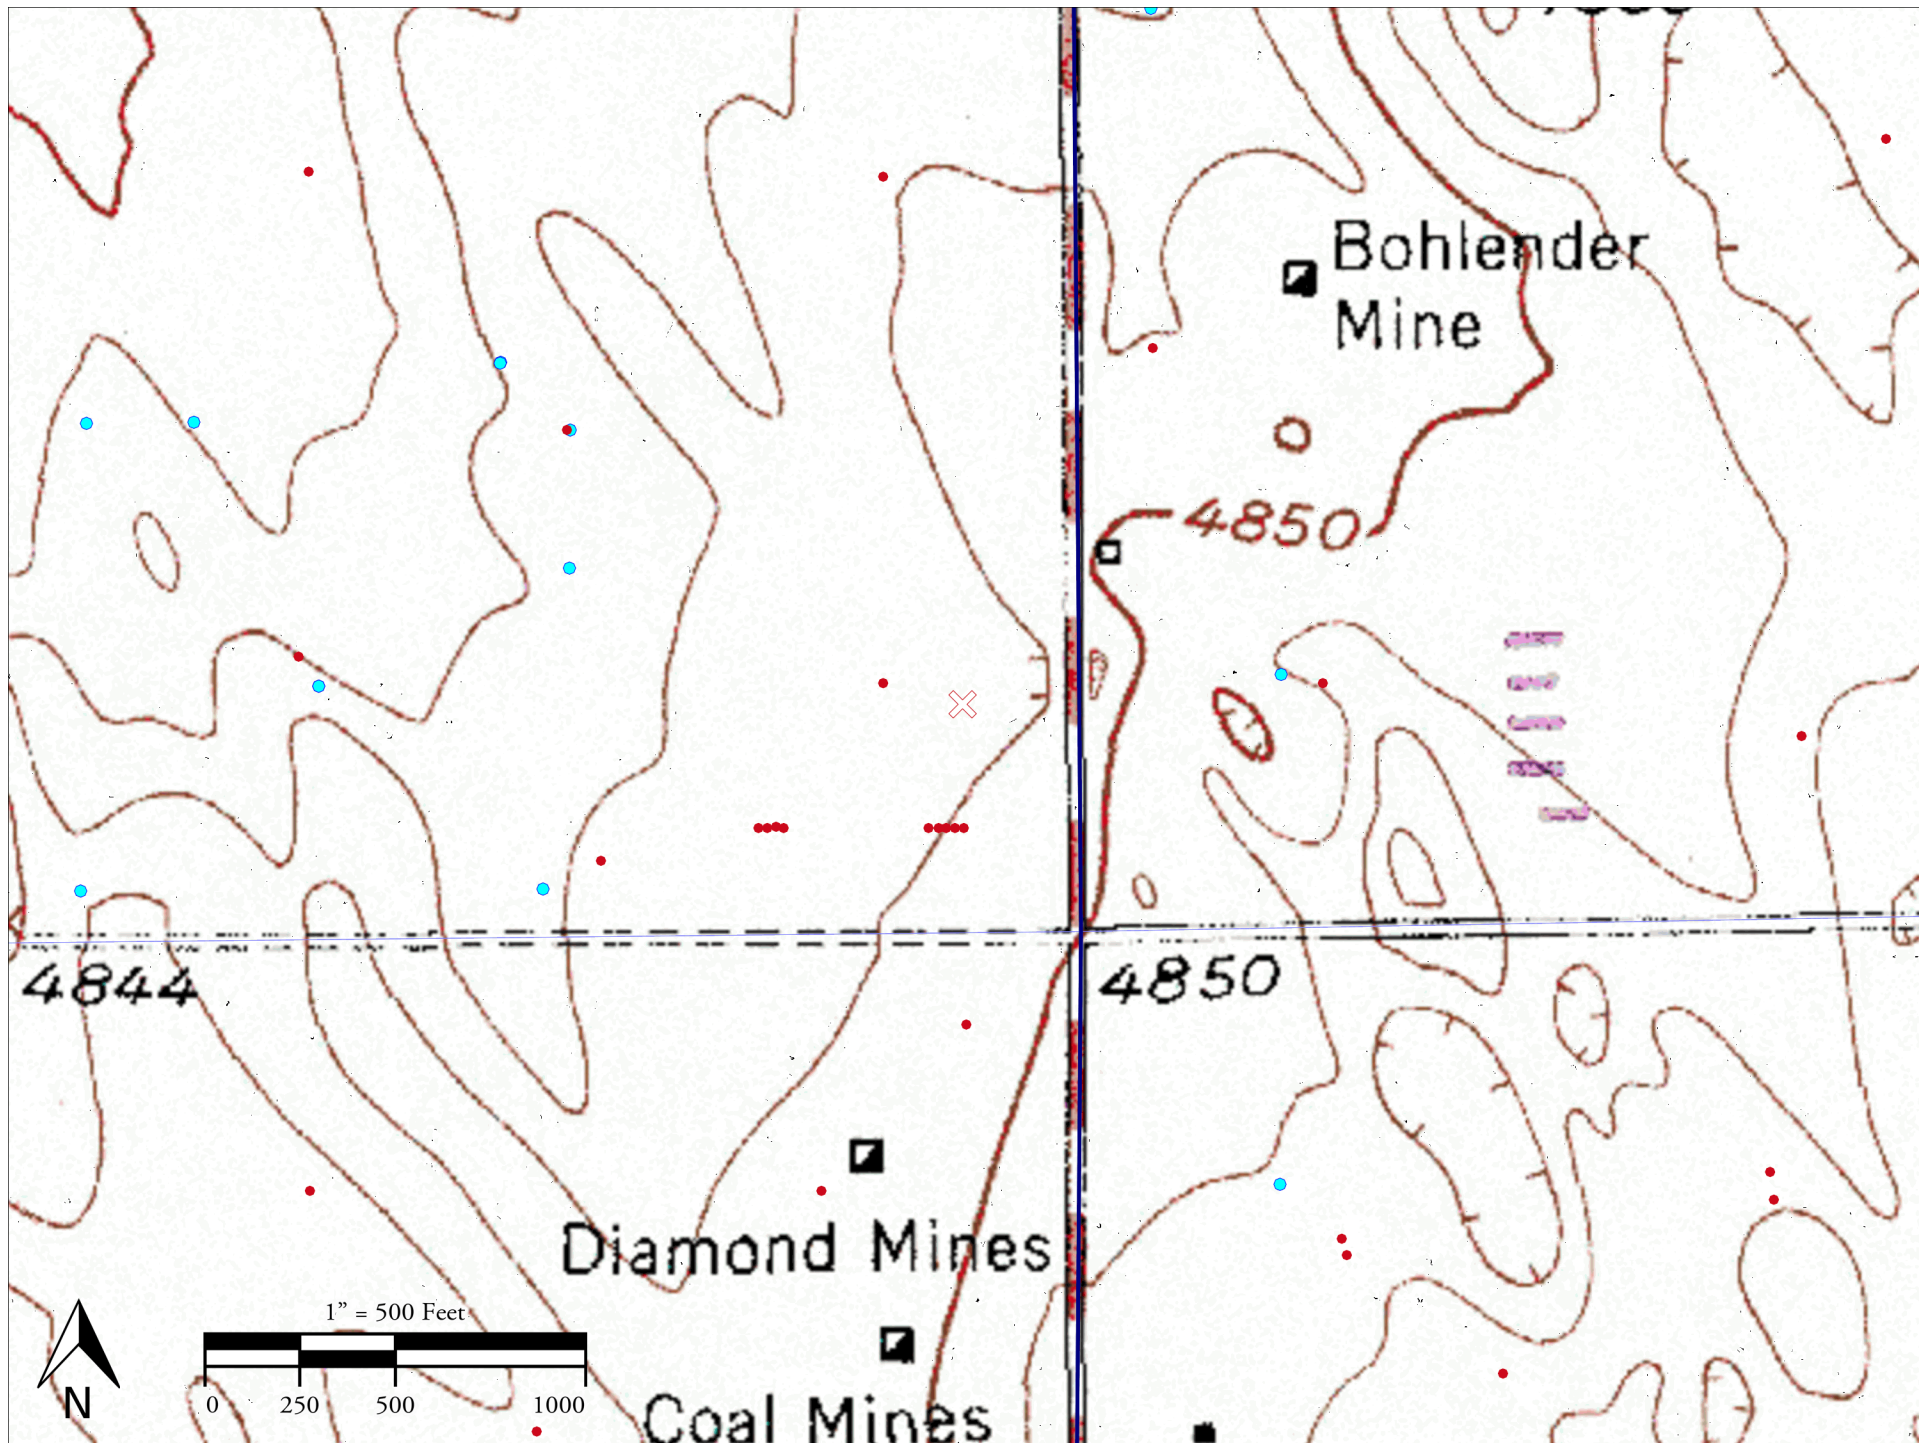 Bohlender
Mine
4850
4844
4850
Diamond Mines
Coal Mines
1” = 500 Feet
0 250 500 1000
N